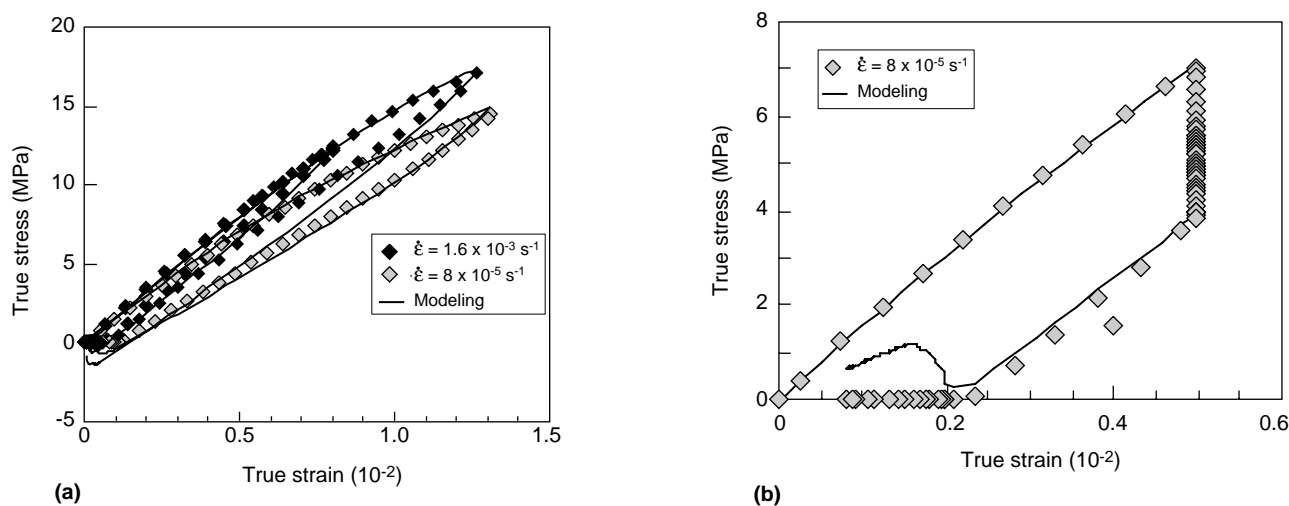 20
15
10
5
0
-5
True stress (MPa)
ε̇ = 1.6 x 10⁻³ s⁻¹
ε̇ = 8 x 10⁻⁵ s⁻¹
Modeling
0 0.5 1.0 1.5
True strain (10⁻²)
(a)
8
6
4
2
0
True stress (MPa)
ε̇ = 8 x 10⁻⁵ s⁻¹
Modeling
0 0.2 0.4 0.6
True strain (10⁻²)
(b)